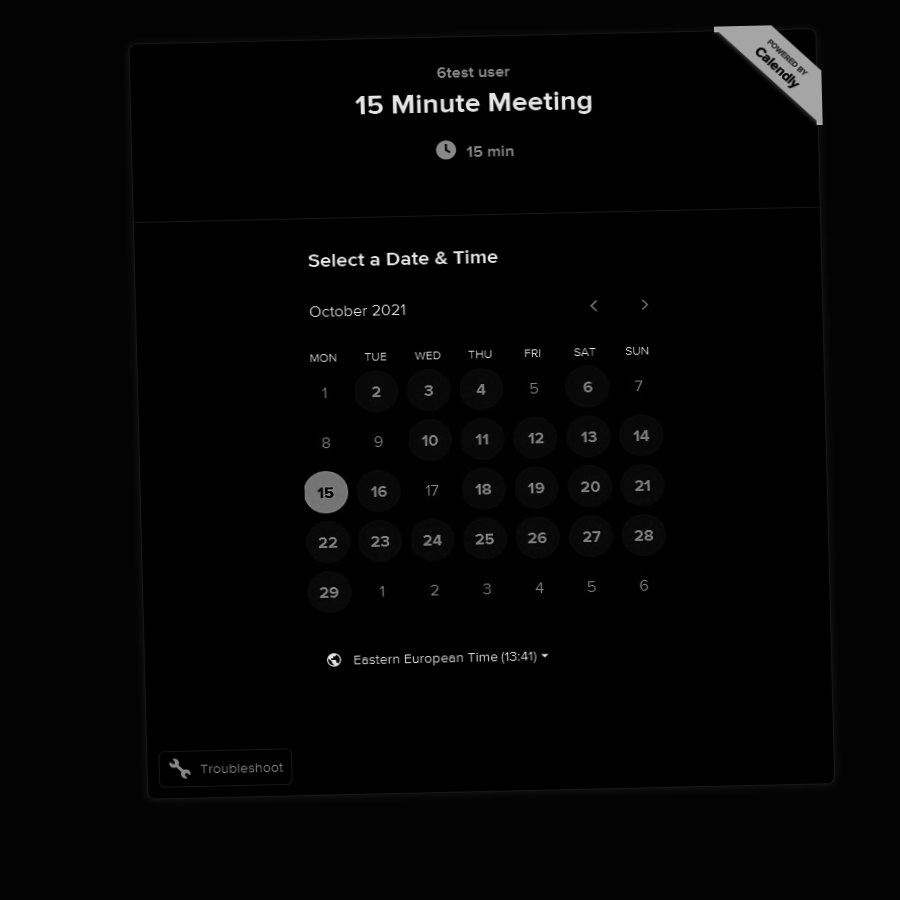 POWERED BY
Calendly
6test user
15 Minute Meeting
15 min
Select a Date & Time
October 2021
MON TUE WED THU FRI SAT SUN
1 2 3 4 5 6 7
8 9 10 11 12 13 14
15 16 17 18 19 20 21
22 23 24 25 26 27 28
29 1 2 3 4 5 6
Eastern European Time (13:41)
Troubleshoot